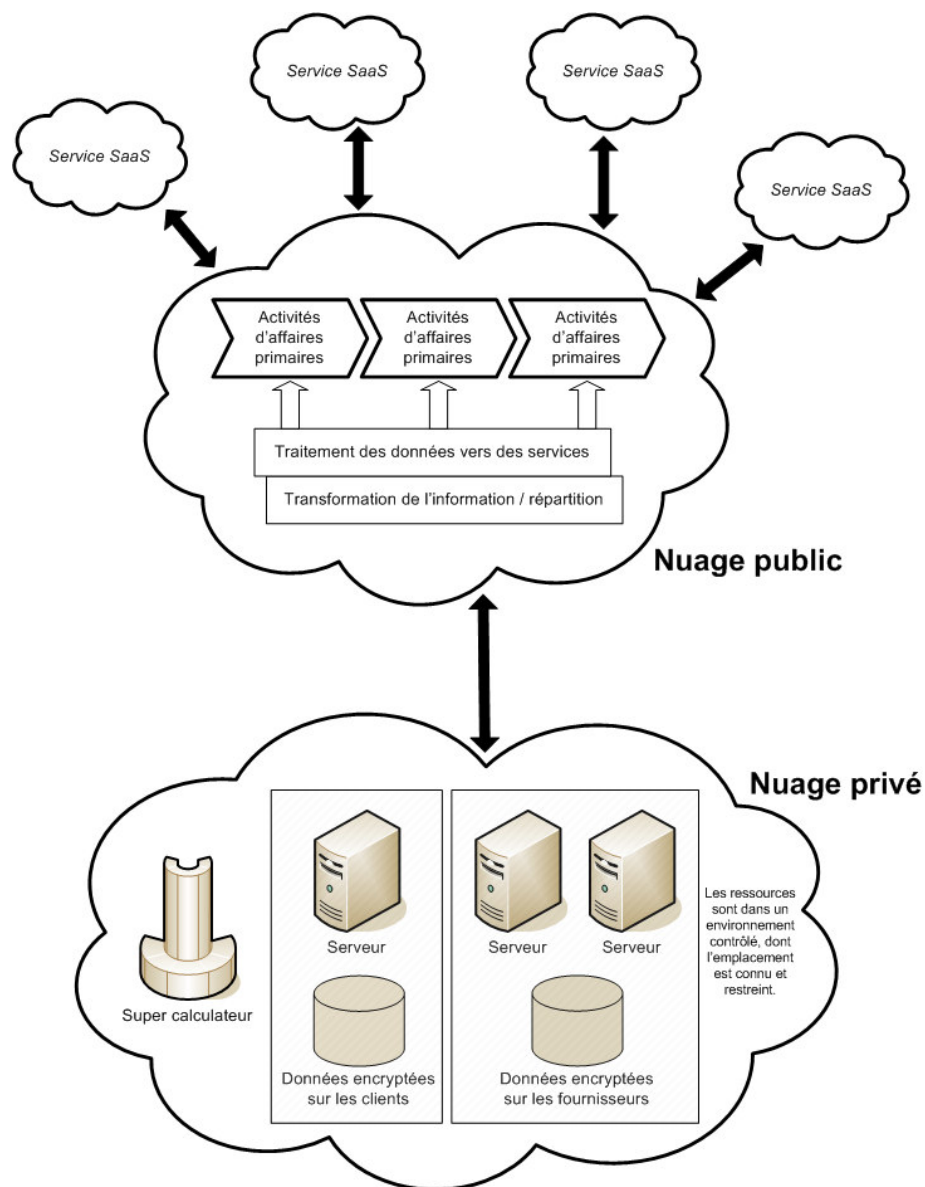 Service SaaS
Service SaaS
Service SaaS
Service SaaS
Activités
d'affaires
primaires
Activités
d'affaires
primaires
Activités
d'affaires
primaires
Traitement des données vers des services
Transformation de l'information / répartition
Nuage public
Nuage privé
Serveur
Serveur
Serveur
Les ressources
sont dans un
environnement
contrôlé, dont
l'emplacement
est connu et
restreint.
Super calculateur
Données encryptées
sur les clients
Données encryptées
sur les fournisseurs